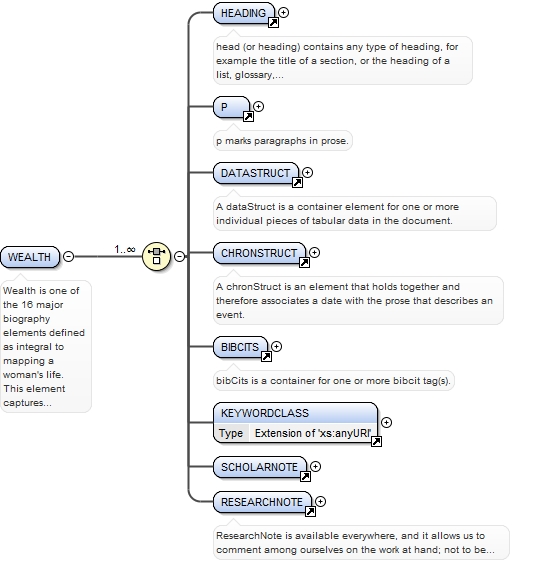 HEADING
head (or heading) contains any type of heading, for
example the title of a section, or the heading of a
list, glossary,...
P
p marks paragraphs in prose.
DATASTRUCT
A dataStruct is a container element for one or more
individual pieces of tabular data in the document.
WEALTH
1..∞
Wealth is one of
the 16 major
biography
elements defined
as integral to
mapping a
woman's life.
This element
captures...
CHRONSTRUCT
A chronStruct is an element that holds together and
therefore associates a date with the prose that describes an
event.
BIBCITS
bibCits is a container for one or more bibcit tag(s).
KEYWORDCLASS
Type Extension of 'xs:anyURI'
SCHOLARNOTE
RESEARCHNOTE
ResearchNote is available everywhere, and it allows us to
comment among ourselves on the work at hand; not to be...